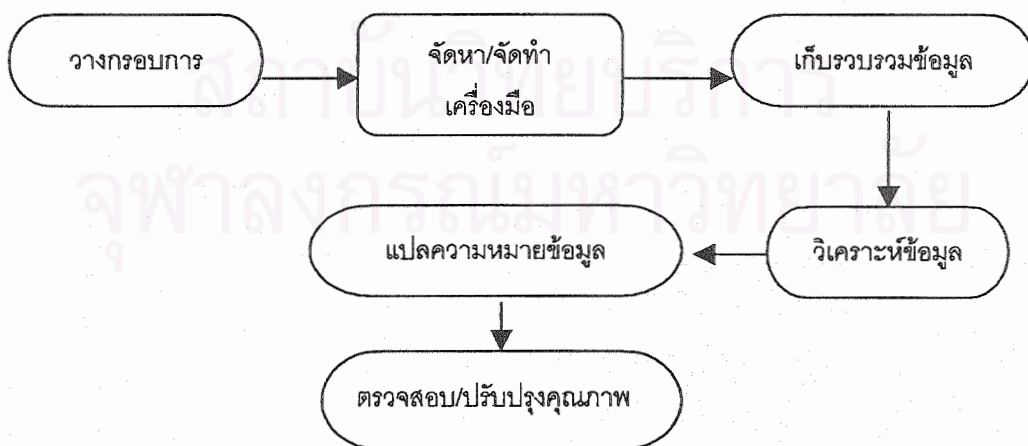 วางกรอบการ
จัดหา/จัดทำ
เครื่องมือ
เก็บรวบรวมข้อมูล
วิเคราะห์ข้อมูล
แปลความหมายข้อมูล
ตรวจสอบ/ปรับปรุงคุณภาพ
สถาบันวิทยบริการ
จุฬาลงกรณ์มหาวิทยาลัย